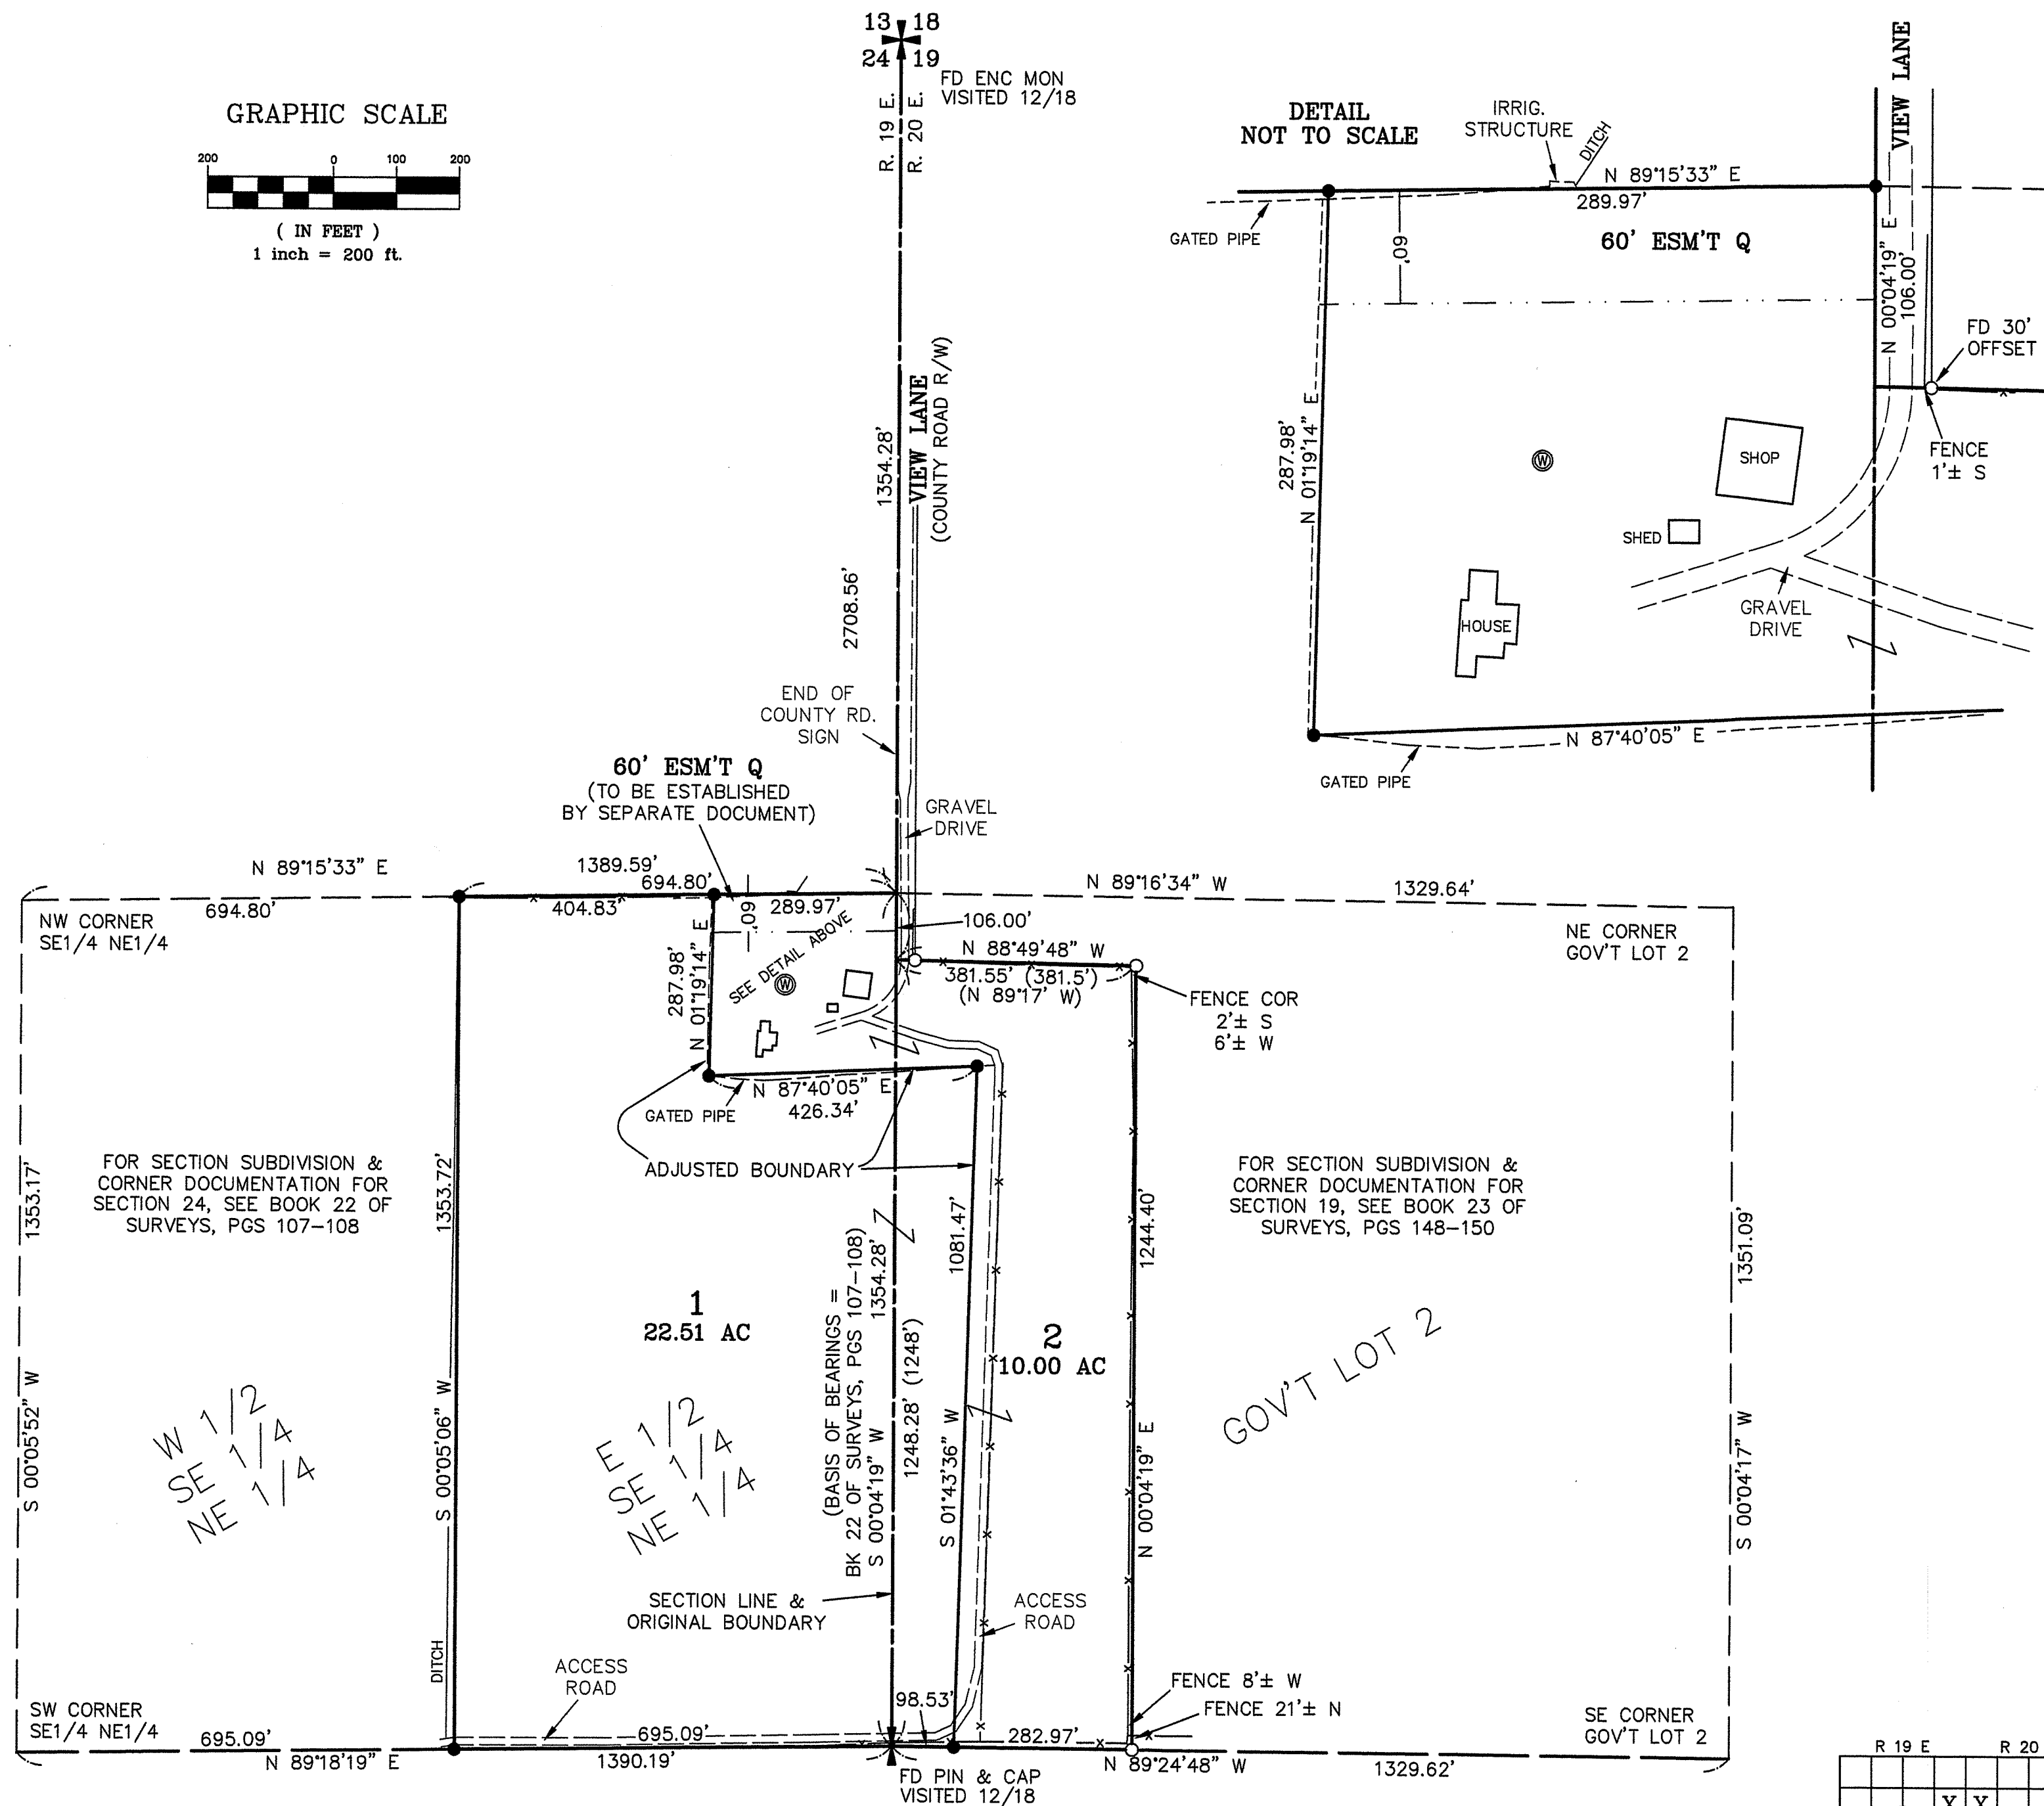 13 18
24 19
FD ENC MON
VISITED 12/18
R. 19 E.
R. 20 E.
GRAPHIC SCALE
200 0 100 200
( IN FEET )
1 inch = 200 ft.
DETAIL
NOT TO SCALE
IRRIG.
STRUCTURE
DITCH
VIEW LANE
N 89°15'33" E
289.97'
GATED PIPE
60'
60' ESM'T Q
N 00°04'19" E
106.00'
FD 30'
OFFSET
FENCE
1'± S
287.98'
N 01°19'14" E
W
SHOP
SHED
HOUSE
GRAVEL
DRIVE
N 87°40'05" E
GATED PIPE
1354.28'
VIEW LANE
(COUNTY ROAD R/W)
2708.56'
END OF
COUNTY RD.
SIGN
60' ESM'T Q
(TO BE ESTABLISHED
BY SEPARATE DOCUMENT)
GRAVEL
DRIVE
N 89°15'33" E
1389.59'
694.80'
694.80'
404.83'
60'
289.97'
N 89°16'34" W
1329.64'
NW CORNER
SE1/4 NE1/4
NE CORNER
GOV'T LOT 2
106.00'
N 88°49'48" W
381.55' (381.5')
(N 89°17' W)
287.98'
N 01°19'14" E
SEE DETAIL ABOVE
W
FENCE COR
2'± S
6'± W
N 87°40'05" E
426.34'
GATED PIPE
ADJUSTED BOUNDARY
FOR SECTION SUBDIVISION &
CORNER DOCUMENTATION FOR
SECTION 24, SEE BOOK 22 OF
SURVEYS, PGS 107-108
FOR SECTION SUBDIVISION &
CORNER DOCUMENTATION FOR
SECTION 19, SEE BOOK 23 OF
SURVEYS, PGS 148-150
1353.17'
S 00°05'52" W
1353.72'
S 00°05'06" W
1
22.51 AC
(BASIS OF BEARINGS =
BK 22 OF SURVEYS, PGS 107-108)
1354.28'
S 00°04'19" W
1248.28' (1248')
1081.47'
S 01°43'36" W
2
10.00 AC
1244.40'
N 00°04'19" E
1351.09'
S 00°04'17" W
W 1/2
SE 1/4
NE 1/4
E 1/2
SE 1/4
NE 1/4
GOV'T LOT 2
SECTION LINE &
ORIGINAL BOUNDARY
ACCESS
ROAD
DITCH
ACCESS
ROAD
98.53'
FENCE 8'± W
FENCE 21'± N
SW CORNER
SE1/4 NE1/4
SE CORNER
GOV'T LOT 2
695.09'
695.09'
282.97'
N 89°18'19" E
1390.19'
FD PIN & CAP
VISITED 12/18
N 89°24'48" W
1329.62'
R 19 E R 20
X X